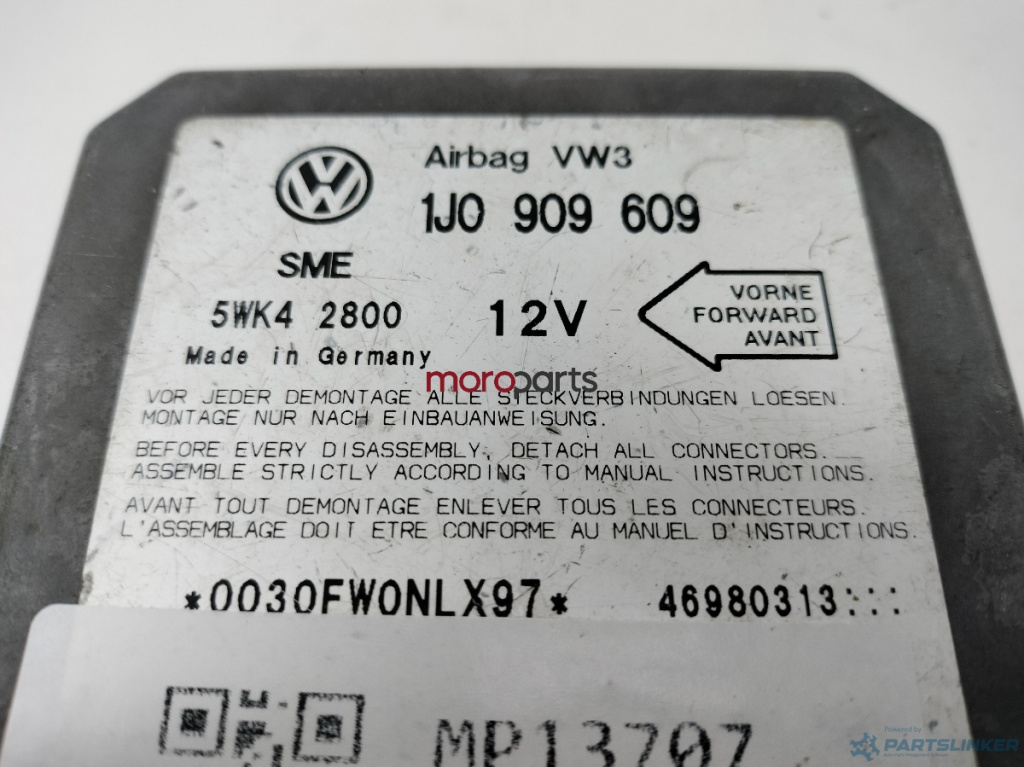 Airbag VW3
1J0 909 609
SME
5WK4 2800
12V
VORNE
FORWARD
AVANT
Made in Germany
moroparts
VOR JEDER DEMONTAGE ALLE STECKVERBINDUNGEN LOESEN.
MONTAGE NUR NACH EINBAUANWEISUNG.
BEFORE EVERY DISASSEMBLY, DETACH ALL CONNECTORS.
ASSEMBLE STRICTLY ACCORDING TO MANUAL INSTRUCTIONS.
AVANT TOUT DEMONTAGE ENLEVER TOUS LES CONNECTEURS.
L'ASSEMBLAGE DOIT ETRE CONFORME AU MANUEL D'INSTRUCTIONS.
*0030FW0NLX97* 46980313:::
MP13707
Powered by
PARTSLINKER